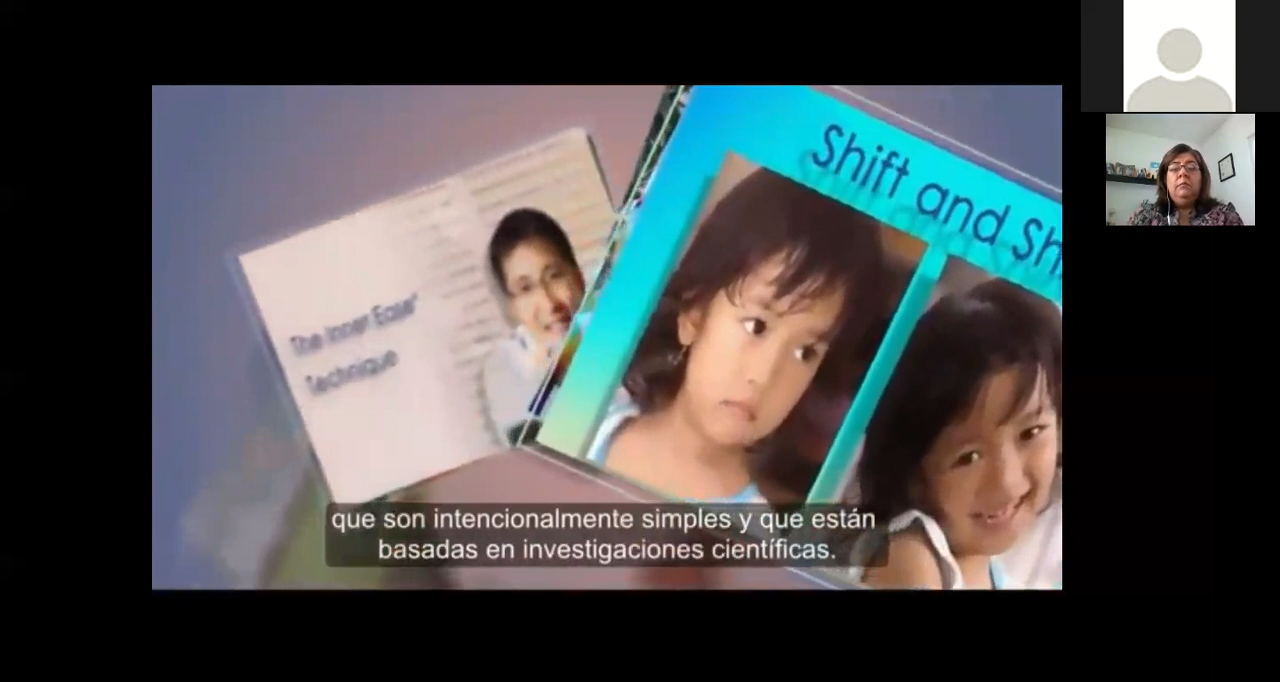 Shift and Sh
The Inner Ease
Technique
que son intencionalmente simples y que están
basadas en investigaciones científicas.